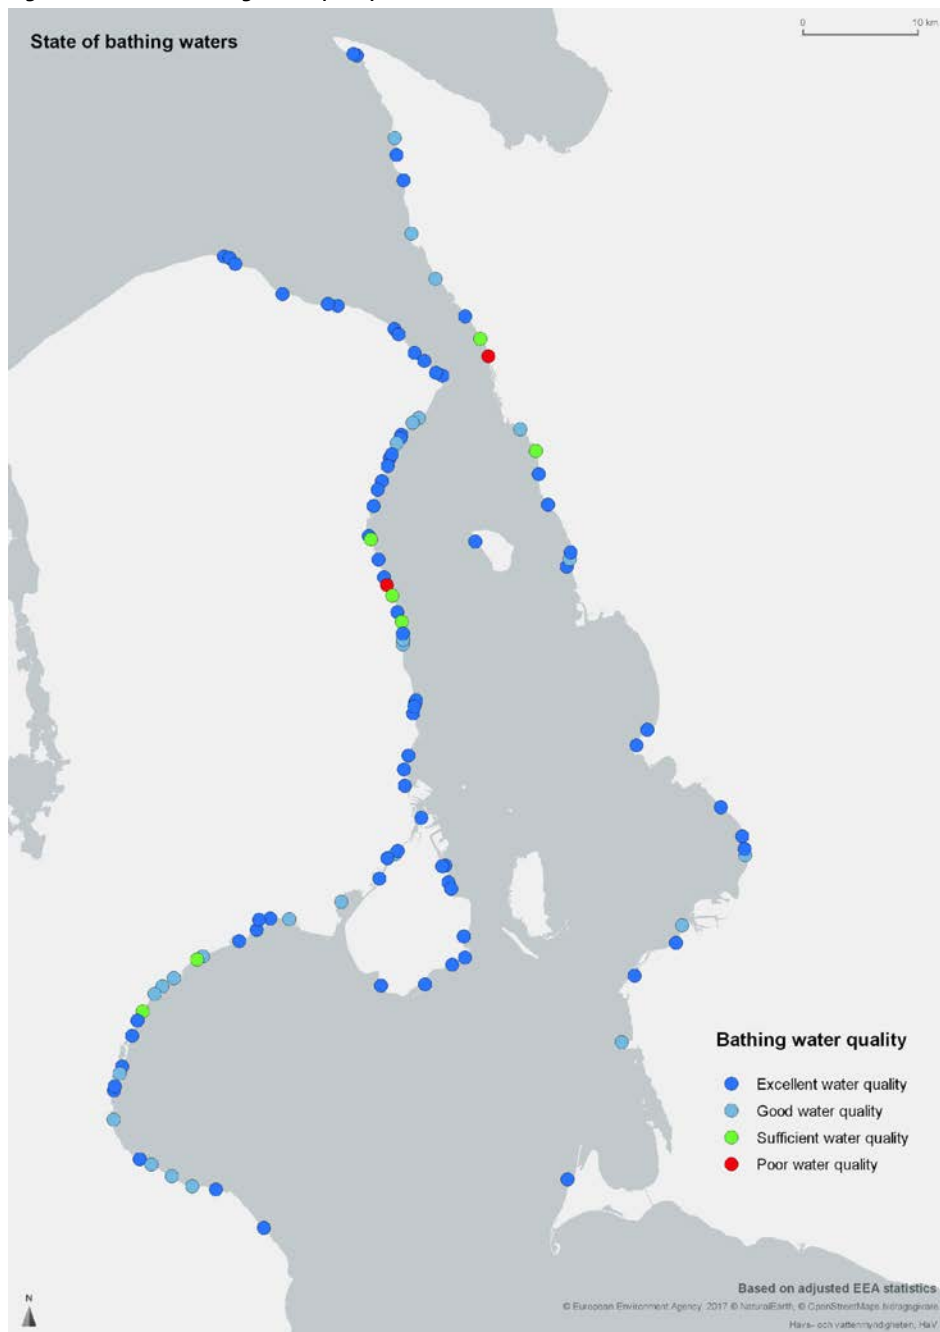 State of bathing waters
0 10 km
Bathing water quality
Excellent water quality
Good water quality
Sufficient water quality
Poor water quality
N
Based on adjusted EEA statistics
© European Environment Agency, 2017 © NaturalEarth, © OpenStreetMaps bidragsgivare,
Havs- och vattenmyndigheten, HaV